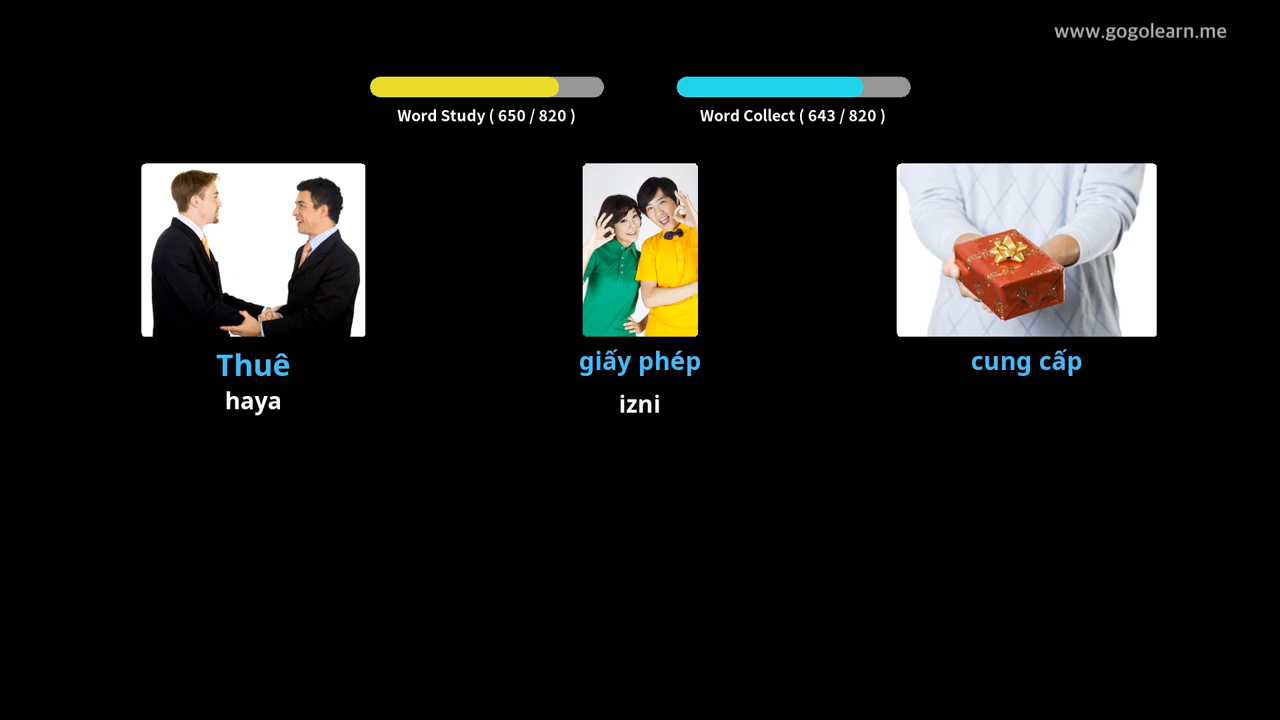 www.gogolearn.me
Word Study ( 650 / 820 )
Word Collect ( 643 / 820 )
Thuê
haya
giấy phép
izni
cung cấp